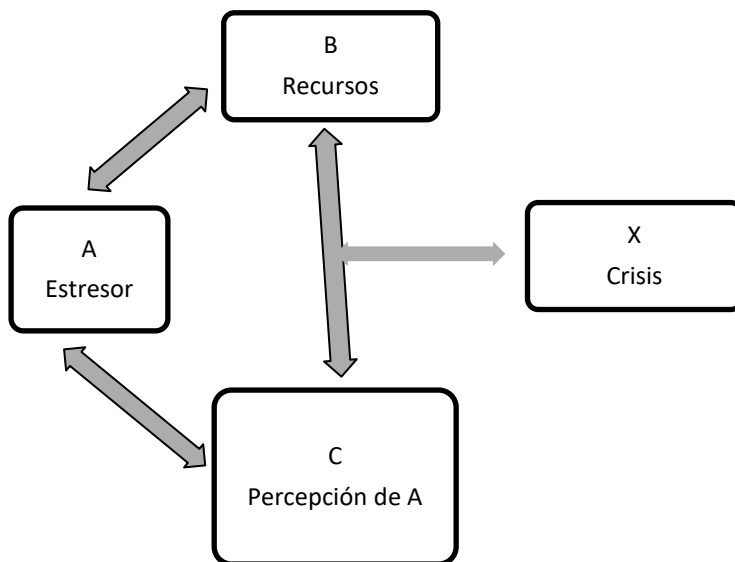 B
Recursos
A
Estresor
X
Crisis
C
Percepción de A